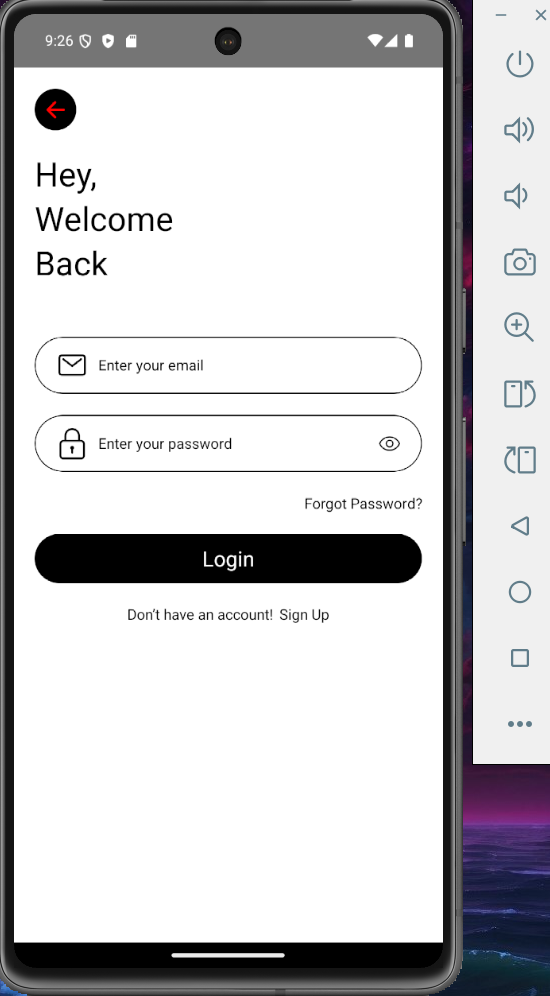 9:26
Hey,
Welcome
Back
Enter your email
Enter your password
Forgot Password?
Login
Don't have an account! Sign Up